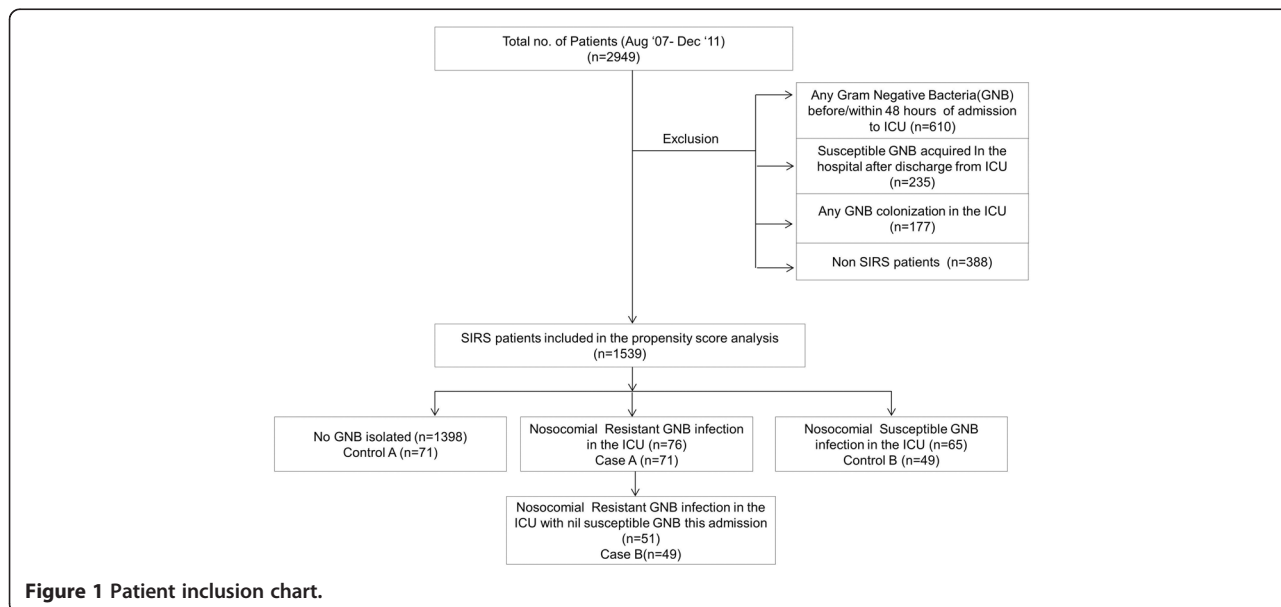 Total no. of Patients (Aug ‘07- Dec ‘11)
(n=2949)
Exclusion
Any Gram Negative Bacteria(GNB)
before/within 48 hours of admission
to ICU (n=610)
Susceptible GNB acquired In the
hospital after discharge from ICU
(n=235)
Any GNB colonization in the ICU
(n=177)
Non SIRS patients (n=388)
SIRS patients included in the propensity score analysis
(n=1539)
No GNB isolated (n=1398)
Control A (n=71)
Nosocomial Resistant GNB infection
in the ICU (n=76)
Case A (n=71)
Nosocomial Susceptible GNB
infection in the ICU (n=65)
Control B (n=49)
Nosocomial Resistant GNB infection in the
ICU with nil susceptible GNB this admission
(n=51)
Case B(n=49)
Figure 1 Patient inclusion chart.